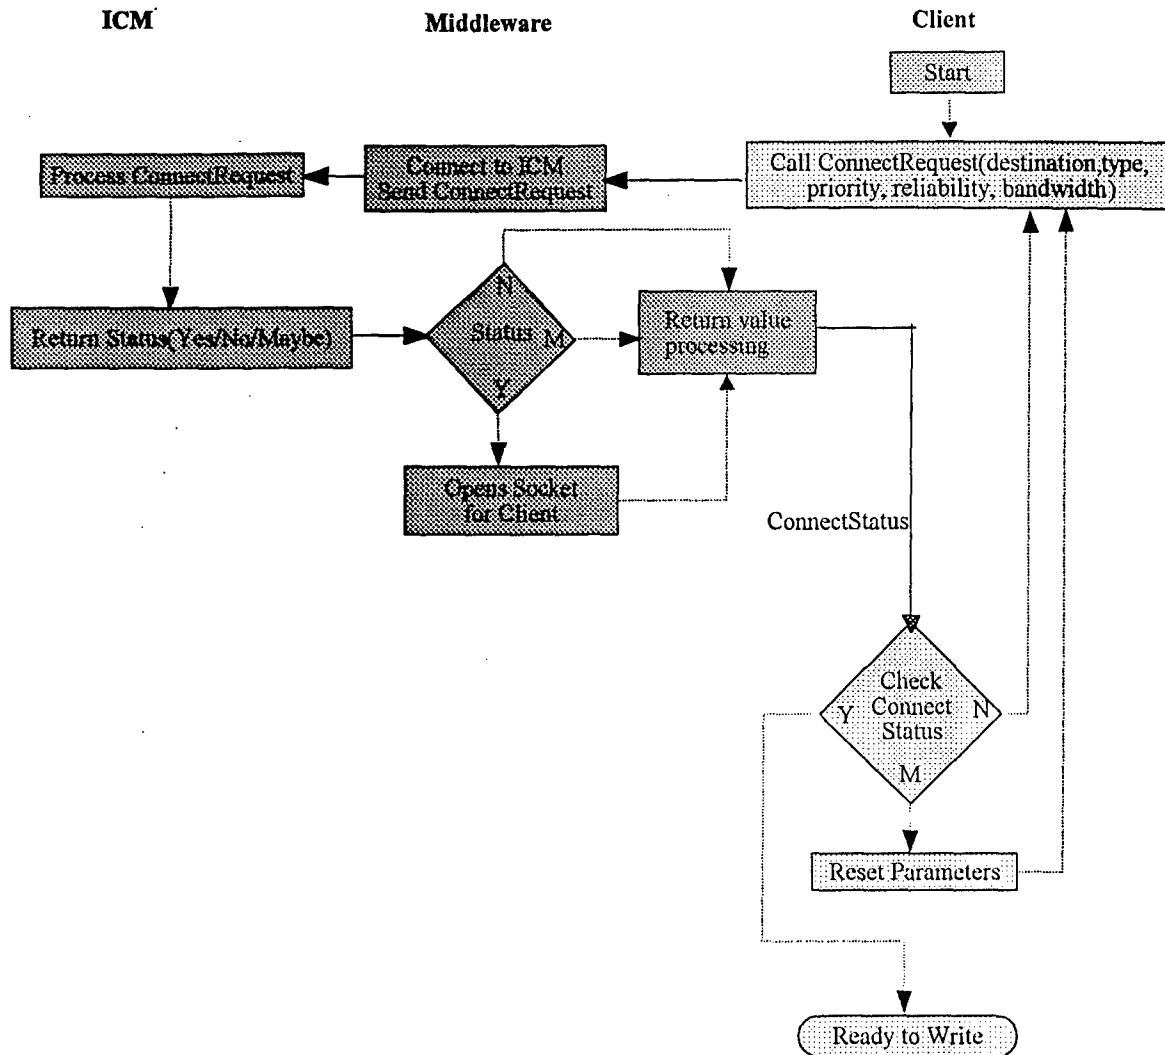 ICM
Middleware
Client
Start
Call ConnectRequest(destination,type,
priority, reliability, bandwidth)
Connect to ICM
Send ConnectRequest
Process ConnectRequest
Return Status(Yes/No/Maybe)
N
Status
M
Y
Return value
processing
Opens Socket
for Client
ConnectStatus
Check
Y
Connect
N
Status
M
Reset Parameters
Ready to Write